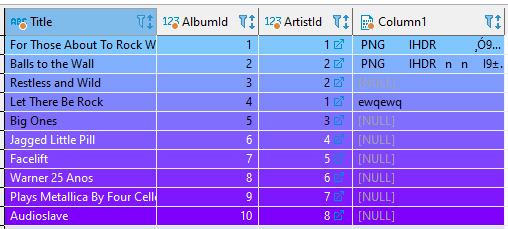 Title AlbumId ArtistId Column1
For Those About To Rock W 1 1 PNG IHDR ,Ó9...
Balls to the Wall 2 2 PNG IHDR n n I9±.
Restless and Wild 3 2 [NULL]
Let There Be Rock 4 1 ewqewq
Big Ones 5 3 [NULL]
Jagged Little Pill 6 4 [NULL]
Facelift 7 5 [NULL]
Warner 25 Anos 8 6 [NULL]
Plays Metallica By Four Cello 9 7 [NULL]
Audioslave 10 8 [NULL]